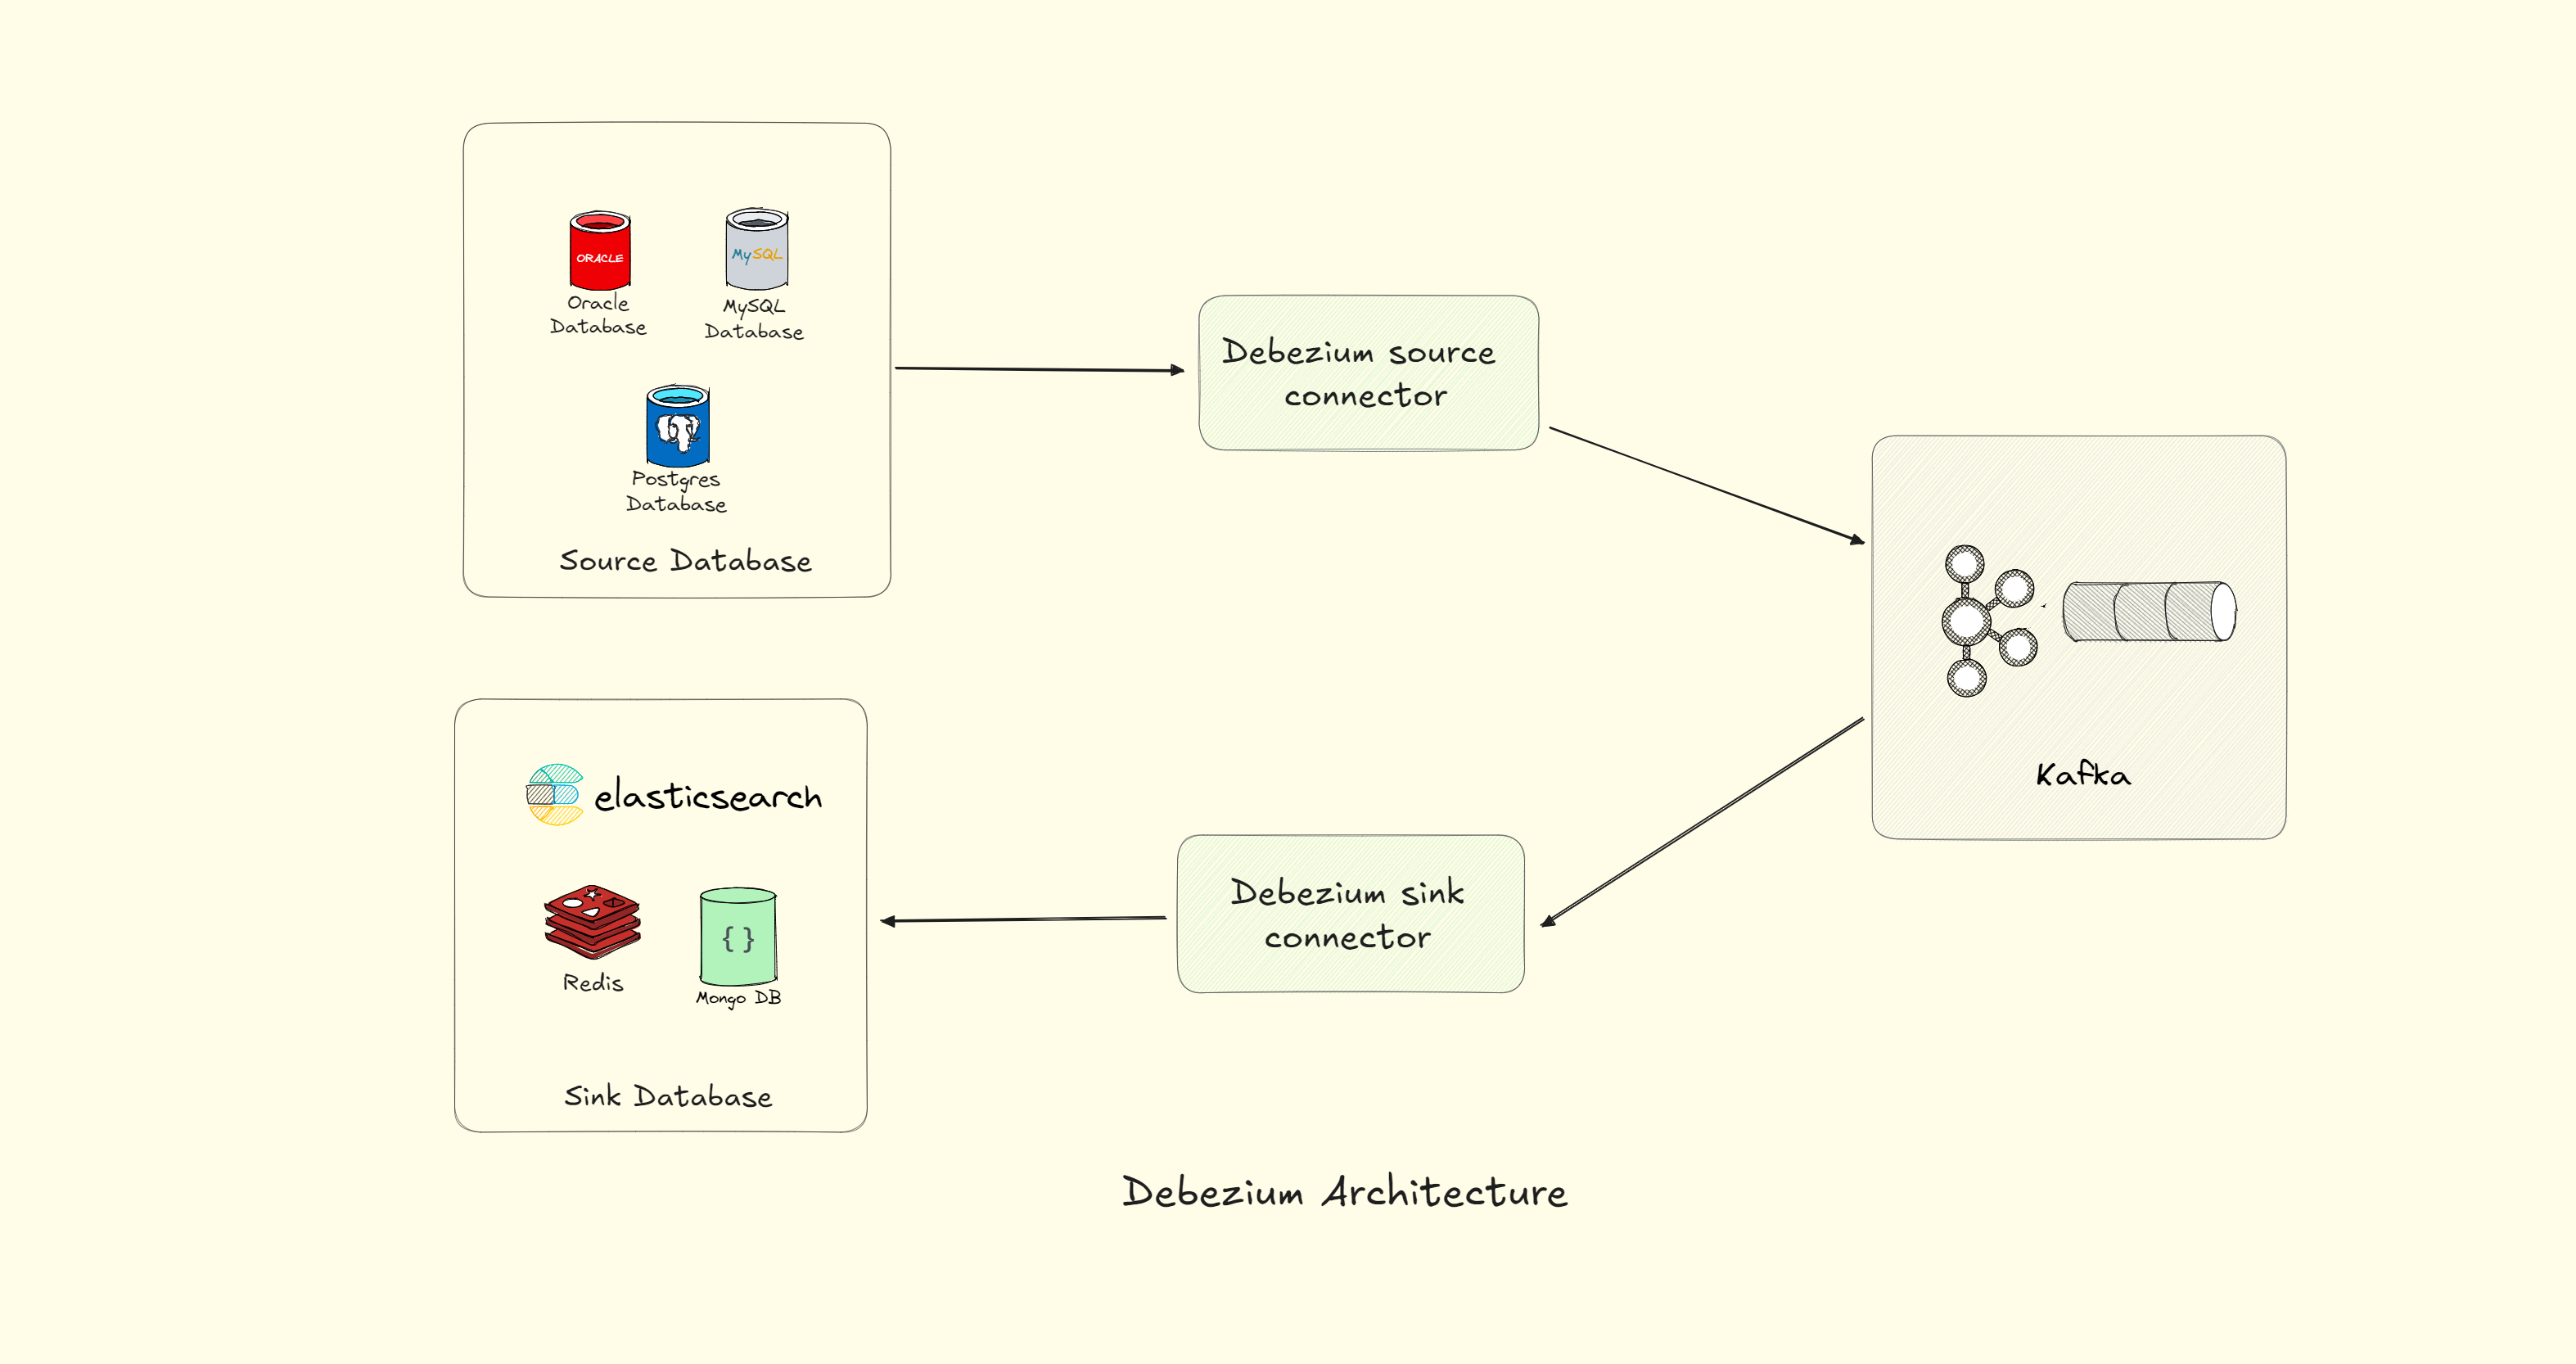 ORACLE
MySQL
Oracle
Database
MySQL
Database
Postgres
Database
Source Database
Debezium source
connector
Kafka
elasticsearch
Redis
{ }
Mongo DB
Sink Database
Debezium sink
connector
Debezium Architecture